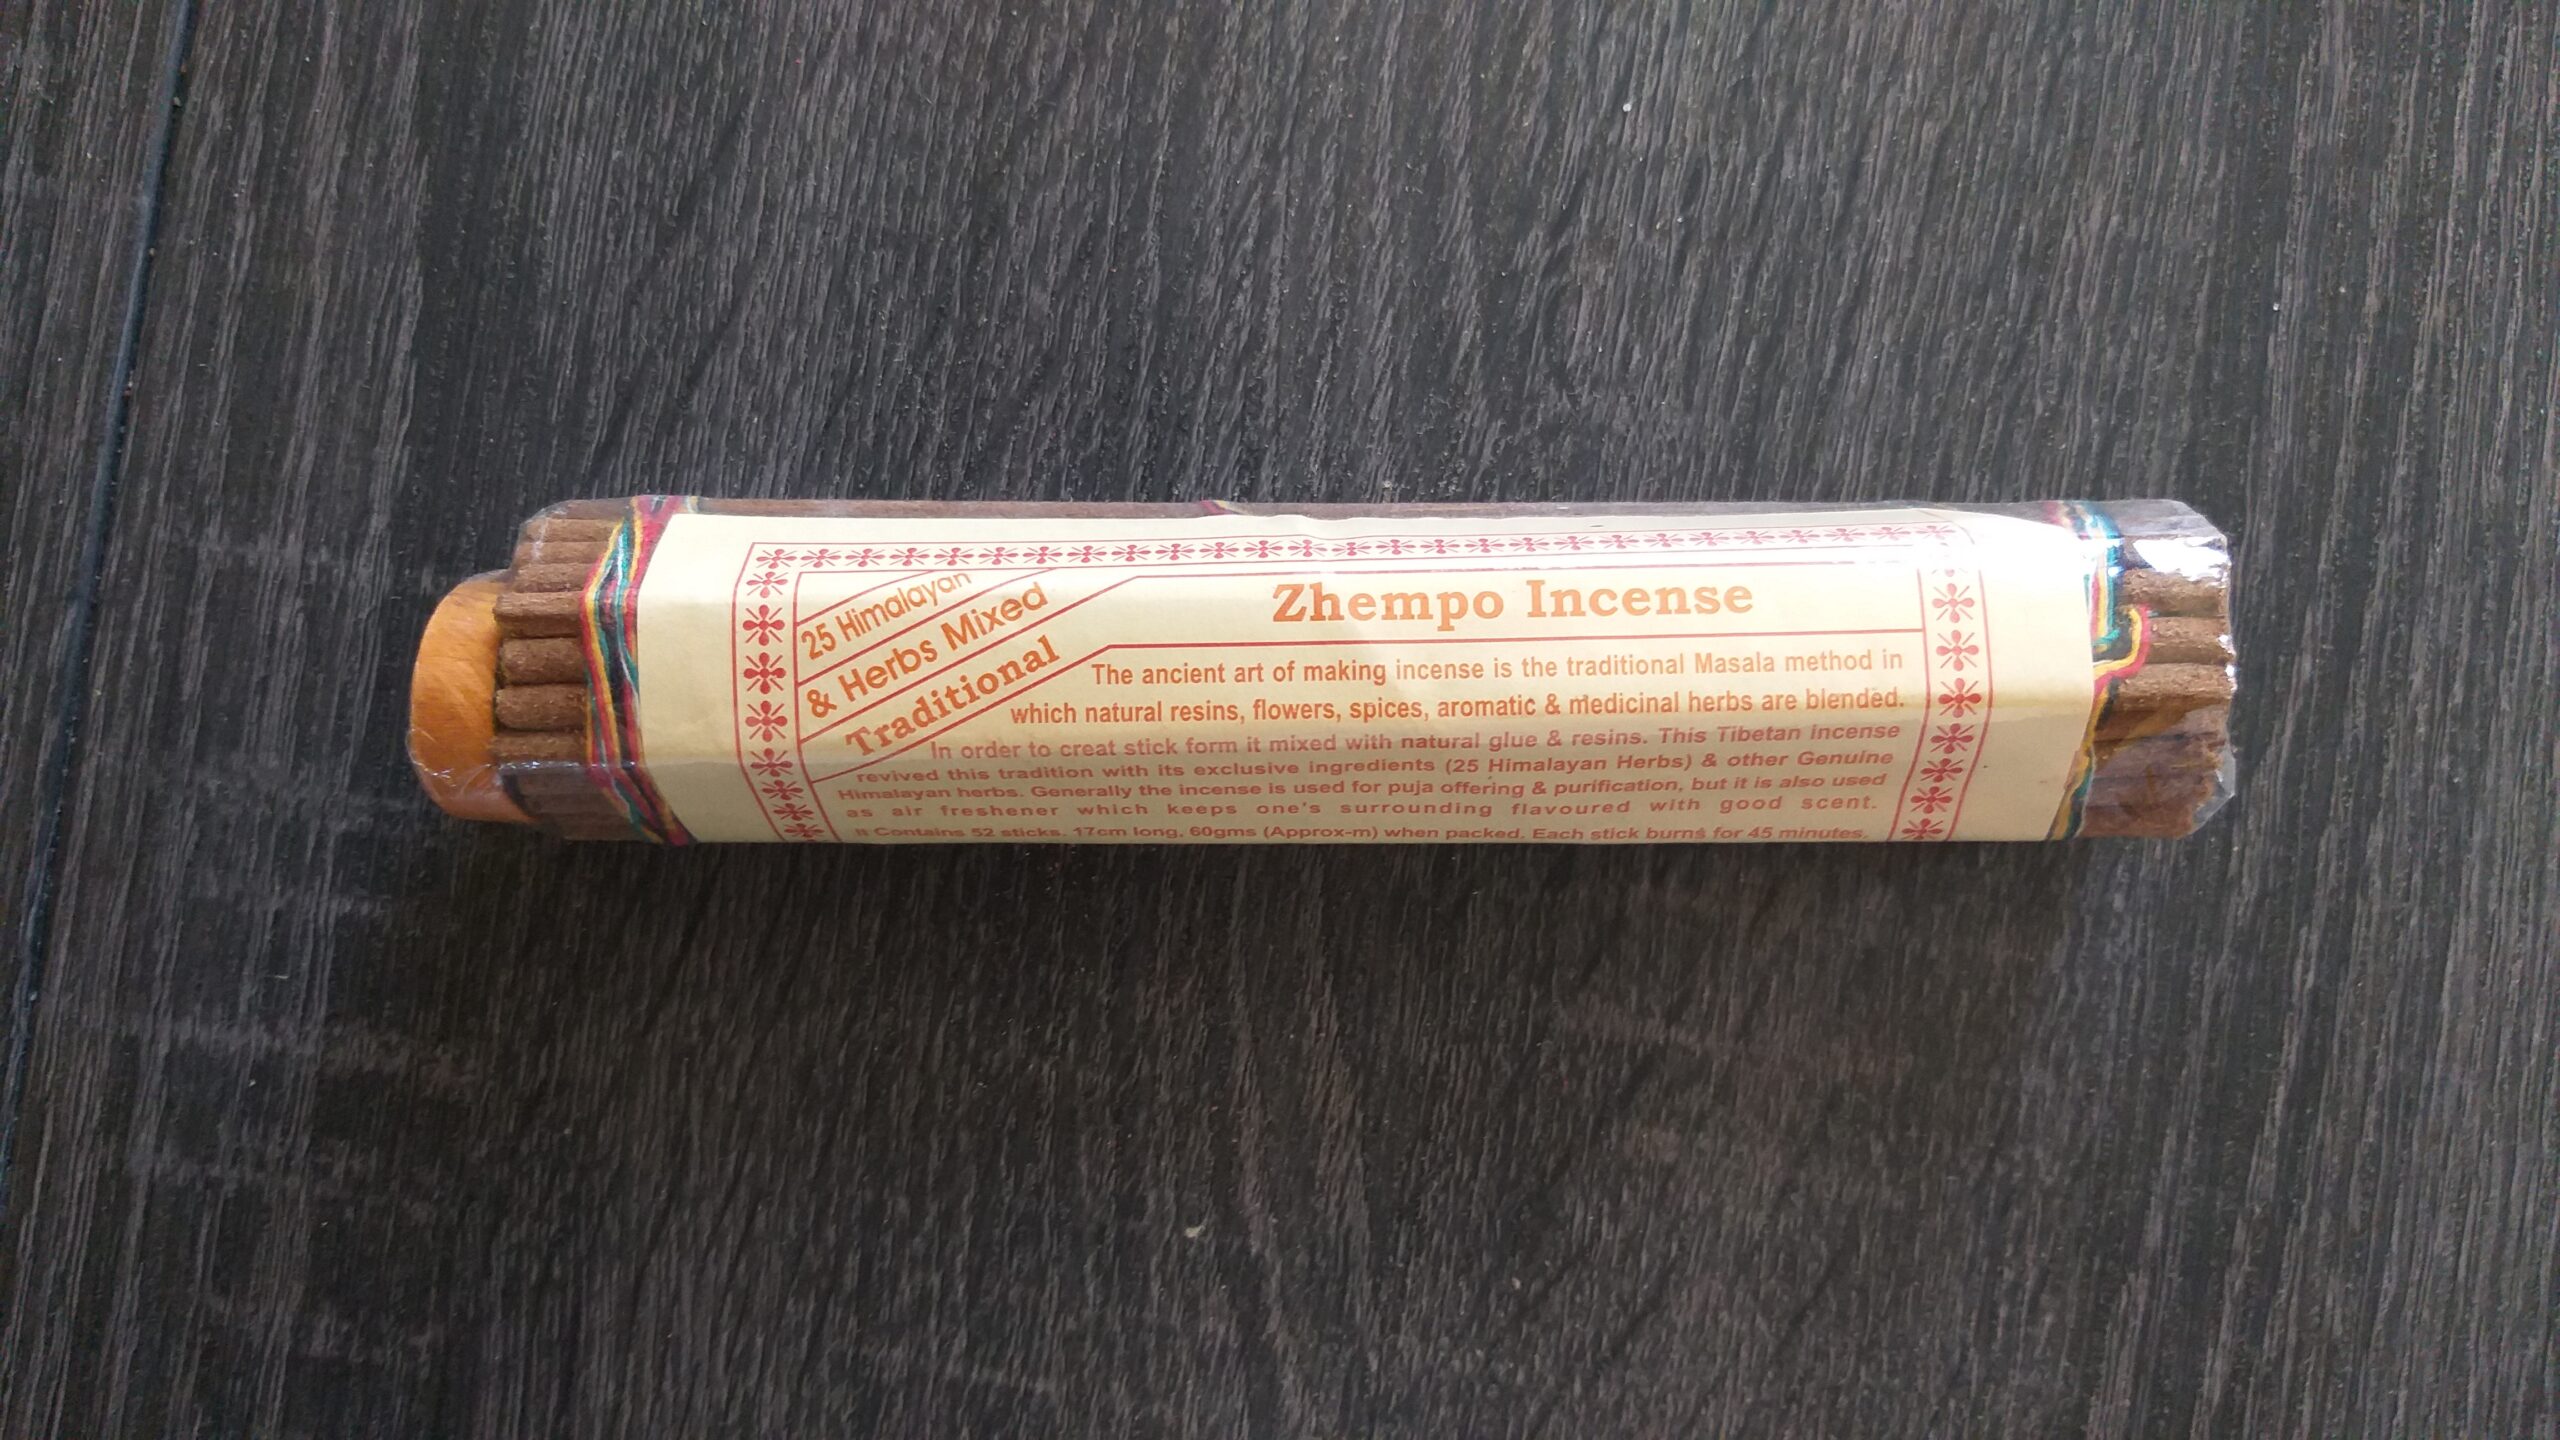 25 Himalayan
& Herbs Mixed
Traditional
Zhempo Incense
The ancient art of making incense is the traditional Masala method in
which natural resins, flowers, spices, aromatic & medicinal herbs are blended.
In order to creat stick form it mixed with natural glue & resins. This Tibetan incense
revived this tradition with its exclusive ingredients (25 Himalayan Herbs) & other Genuine
Himalayan herbs. Generally the incense is used for puja offering & purification, but it is also used
as air freshener which keeps one's surrounding flavoured with good scent.
It Contains 52 sticks. 17cm long, 60gms (Approx-m) when packed. Each stick burns for 45 minutes.